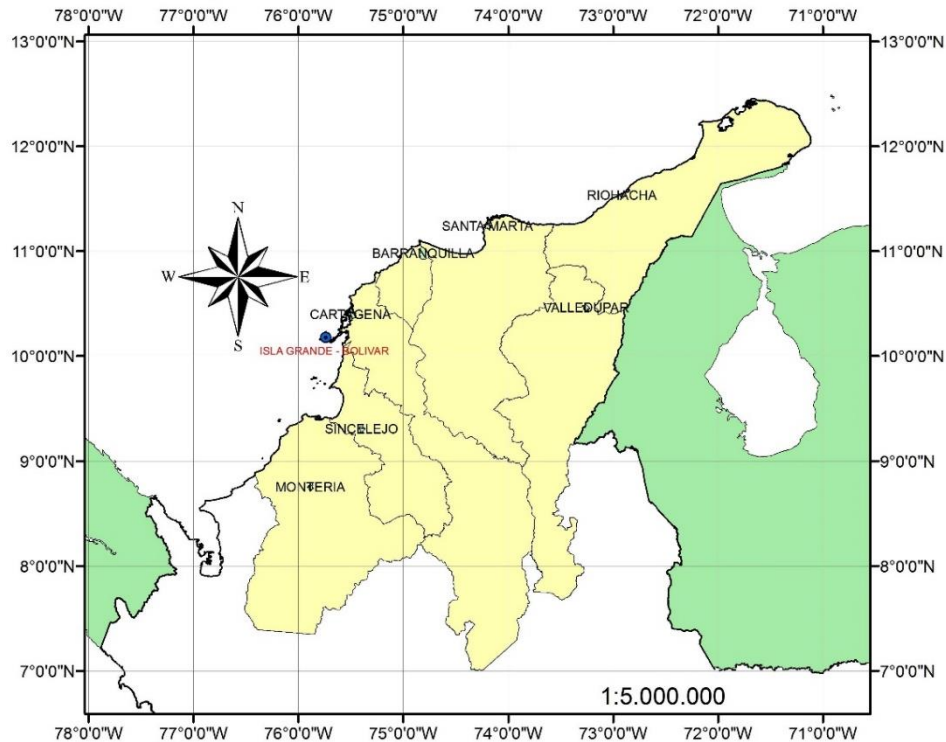 78°0'0"W 77°0'0"W 76°0'0"W 75°0'0"W 74°0'0"W 73°0'0"W 72°0'0"W 71°0'0"W
13°0'0"N 13°0'0"N
12°0'0"N 12°0'0"N
RIOHACHA
N
SANTA MARTA
11°0'0"N 11°0'0"N
BARRANQUILLA
W E
CARTAGENA VALLEDUPAR
S
10°0'0"N 10°0'0"N
ISLA GRANDE - BOLIVAR
SINCELEJO
9°0'0"N 9°0'0"N
MONTERIA
8°0'0"N 8°0'0"N
7°0'0"N 7°0'0"N
1:5.000.000
78°0'0"W 77°0'0"W 76°0'0"W 75°0'0"W 74°0'0"W 73°0'0"W 72°0'0"W 71°0'0"W